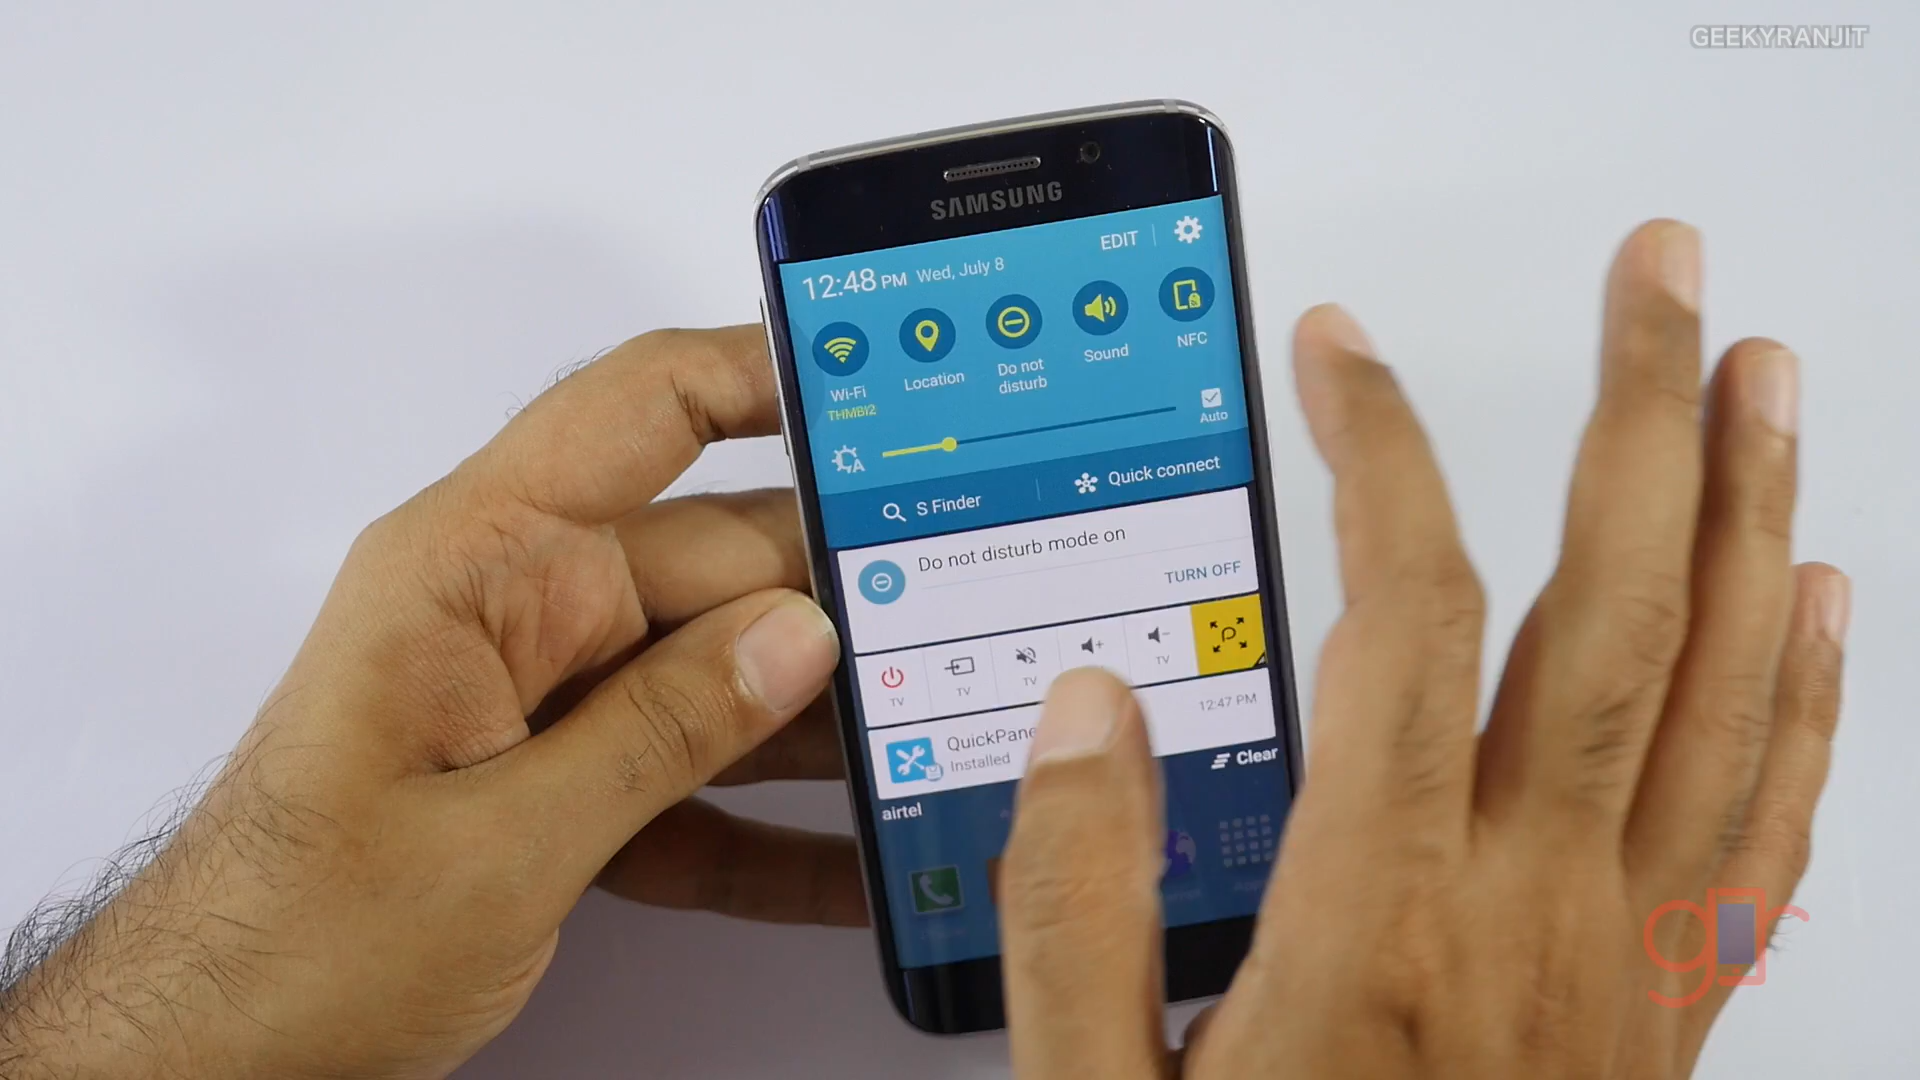 GEEKYRANJIT
SAMSUNG
EDIT
12:48 PM Wed, July 8
Wi-Fi
THMBI2
Location
Do not
disturb
Sound
NFC
Auto
S Finder
Quick connect
Do not disturb mode on
TURN OFF
TV
TV
TV
TV
12:47 PM
QuickPane
Installed
Clear
airtel
gr